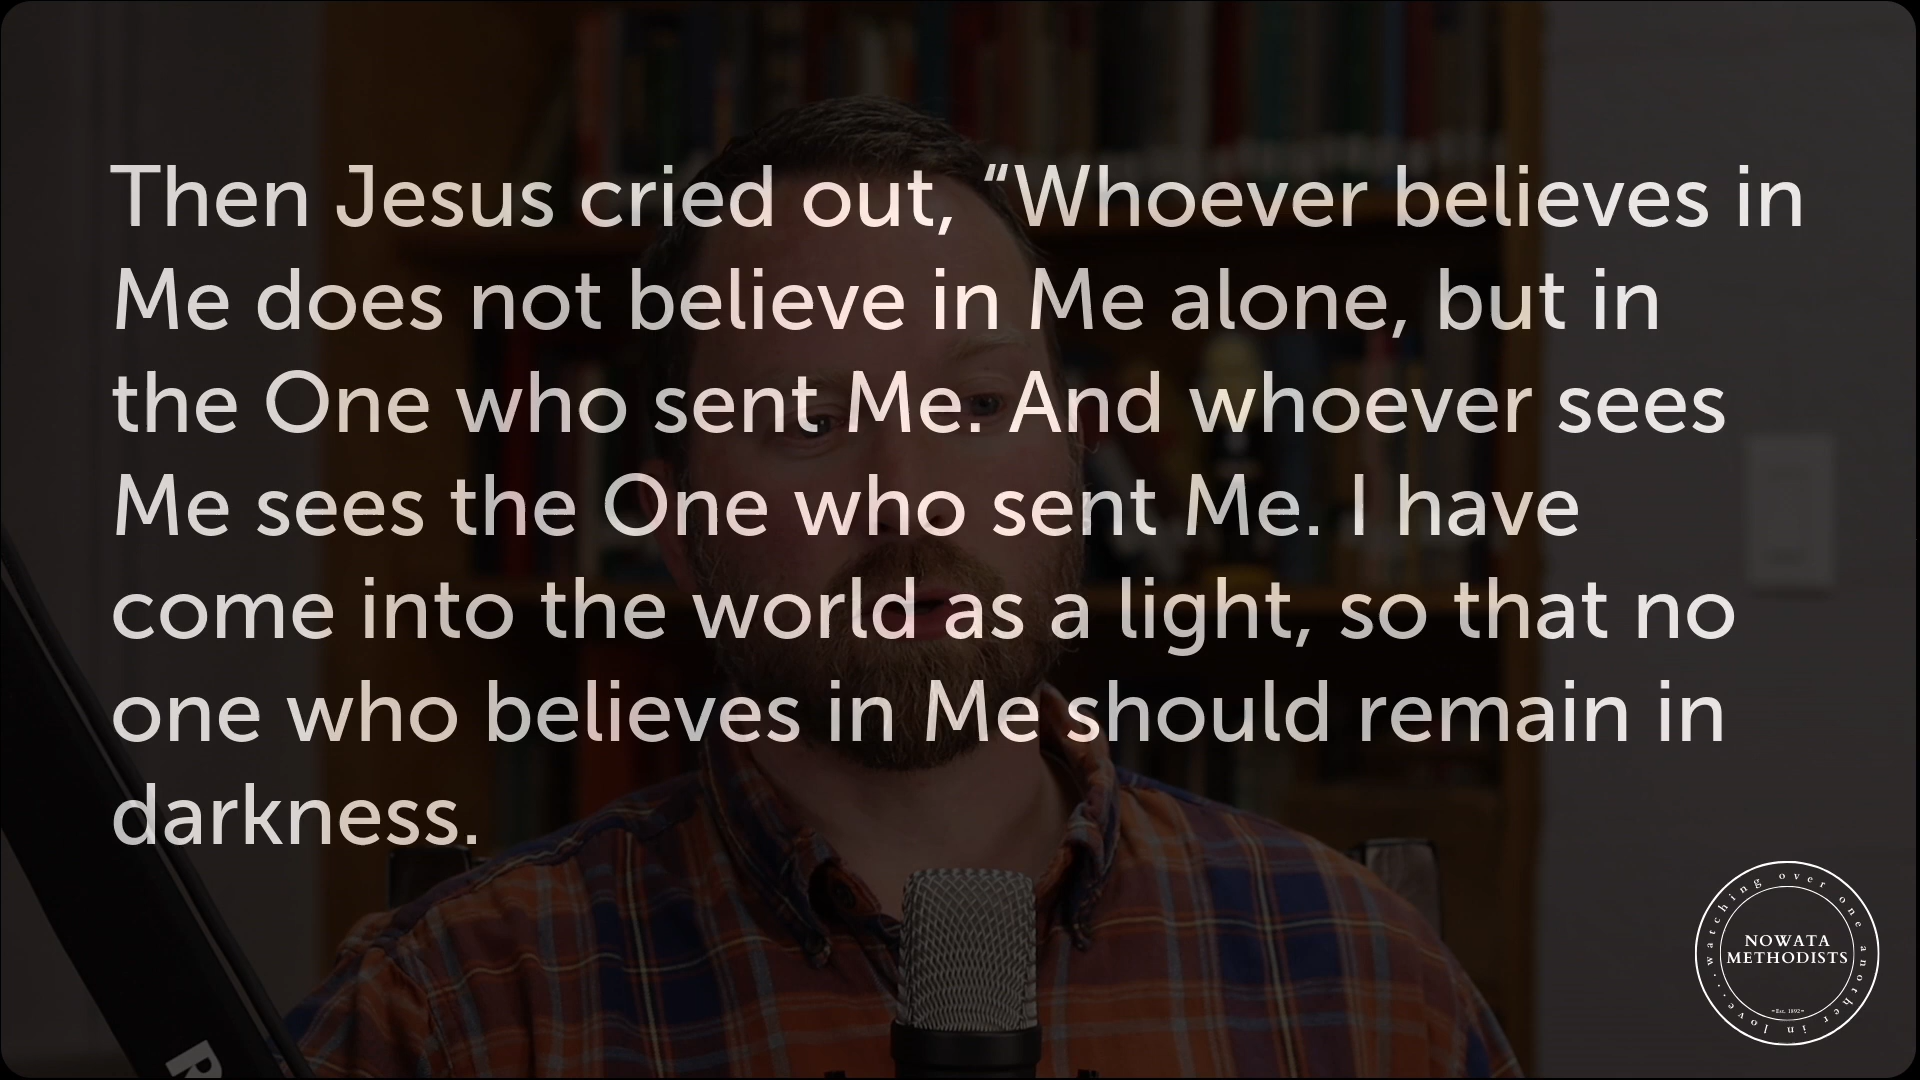 Then Jesus cried out, “Whoever believes in
Me does not believe in Me alone, but in
the One who sent Me. And whoever sees
Me sees the One who sent Me. I have
come into the world as a light, so that no
one who believes in Me should remain in
darkness.
watching over one another in love...
NOWATA
METHODISTS
Est. 1892
R